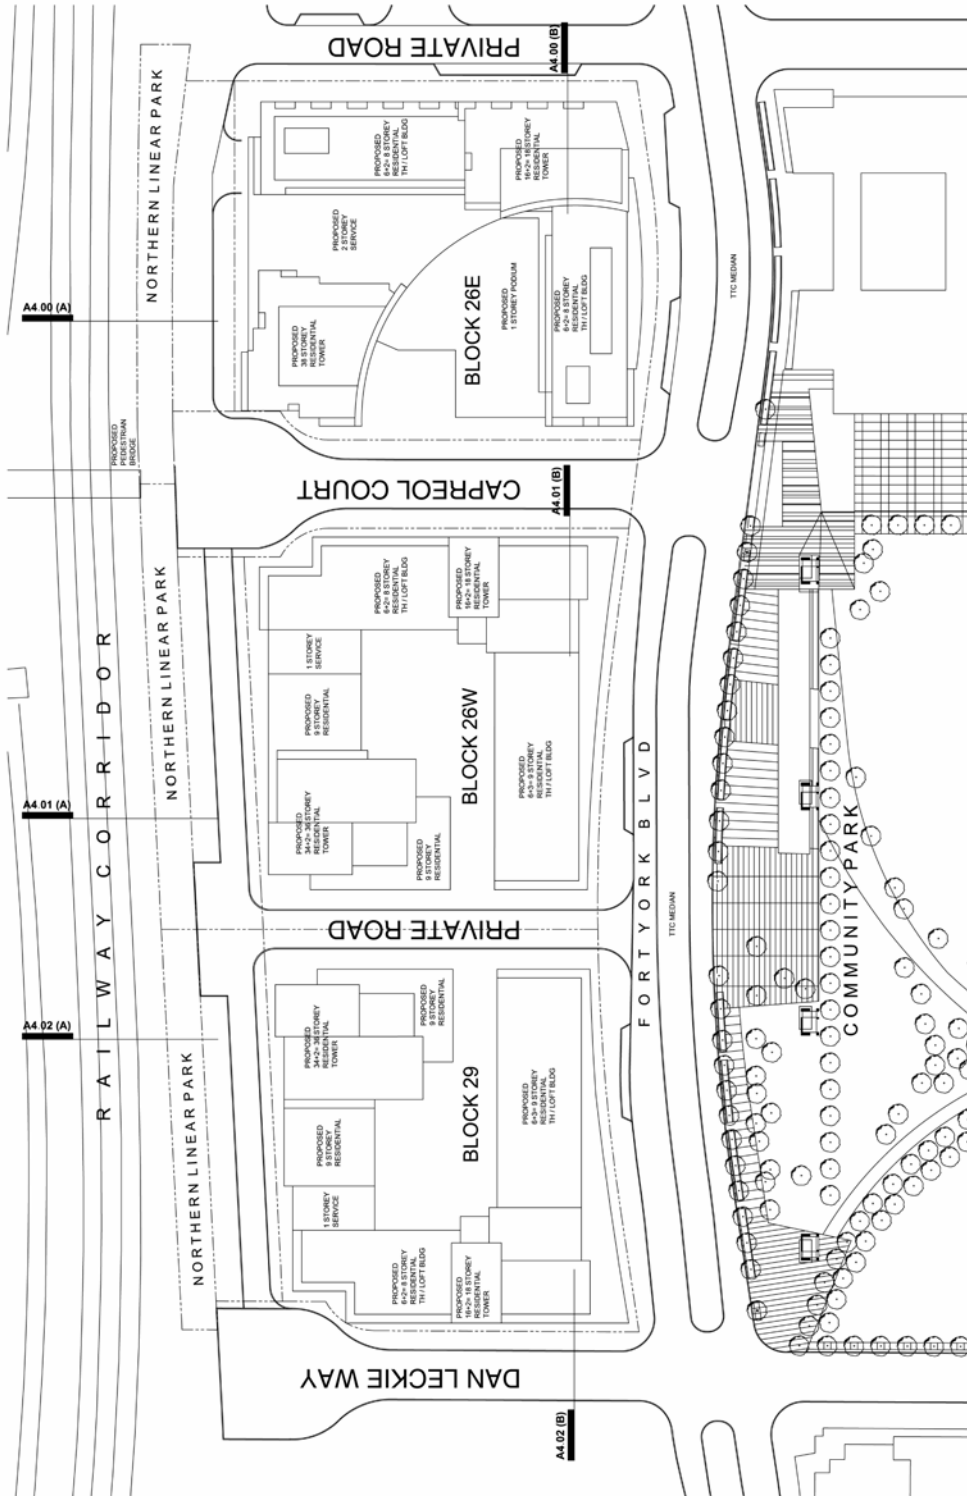 PRIVATE ROAD
A4.00 (B)
NORTHERN LINEAR PARK
PROPOSED
6+2= 8 STOREY
RESIDENTIAL
TH / LOFT BLDG
PROPOSED
16+2= 18 STOREY
RESIDENTIAL
TOWER
PROPOSED
2 STOREY
SERVICE
A4.00 (A)
PROPOSED
38 STOREY
RESIDENTIAL
TOWER
BLOCK 26E
PROPOSED
1 STOREY PODIUM
PROPOSED
6+2= 8 STOREY
RESIDENTIAL
TH / LOFT BLDG
TTC MEDIAN
PROPOSED
PEDESTRIAN
BRIDGE
CAPREOL COURT
A4.01 (B)
NORTHERN LINEAR PARK
PROPOSED
6+2= 8 STOREY
RESIDENTIAL
TH / LOFT BLDG
PROPOSED
16+2= 18 STOREY
RESIDENTIAL
TOWER
1 STOREY
SERVICE
PROPOSED
9 STOREY
RESIDENTIAL
RAILWAY CORRIDOR
A4.01 (A)
PROPOSED
34+2= 36 STOREY
RESIDENTIAL
TOWER
PROPOSED
9 STOREY
RESIDENTIAL
BLOCK 26W
PROPOSED
6+3= 9 STOREY
RESIDENTIAL
TH / LOFT BLDG
FORT YORK BLVD
TTC MEDIAN
COMMUNITY PARK
PRIVATE ROAD
A4.02 (A)
PROPOSED
34+2= 36 STOREY
RESIDENTIAL
TOWER
PROPOSED
9 STOREY
RESIDENTIAL
NORTHERN LINEAR PARK
PROPOSED
9 STOREY
RESIDENTIAL
BLOCK 29
PROPOSED
6+3= 9 STOREY
RESIDENTIAL
TH / LOFT BLDG
1 STOREY
SERVICE
PROPOSED
6+2= 8 STOREY
RESIDENTIAL
TH / LOFT BLDG
PROPOSED
16+2= 18 STOREY
RESIDENTIAL
TOWER
DAN LECKIE WAY
A4.02 (B)